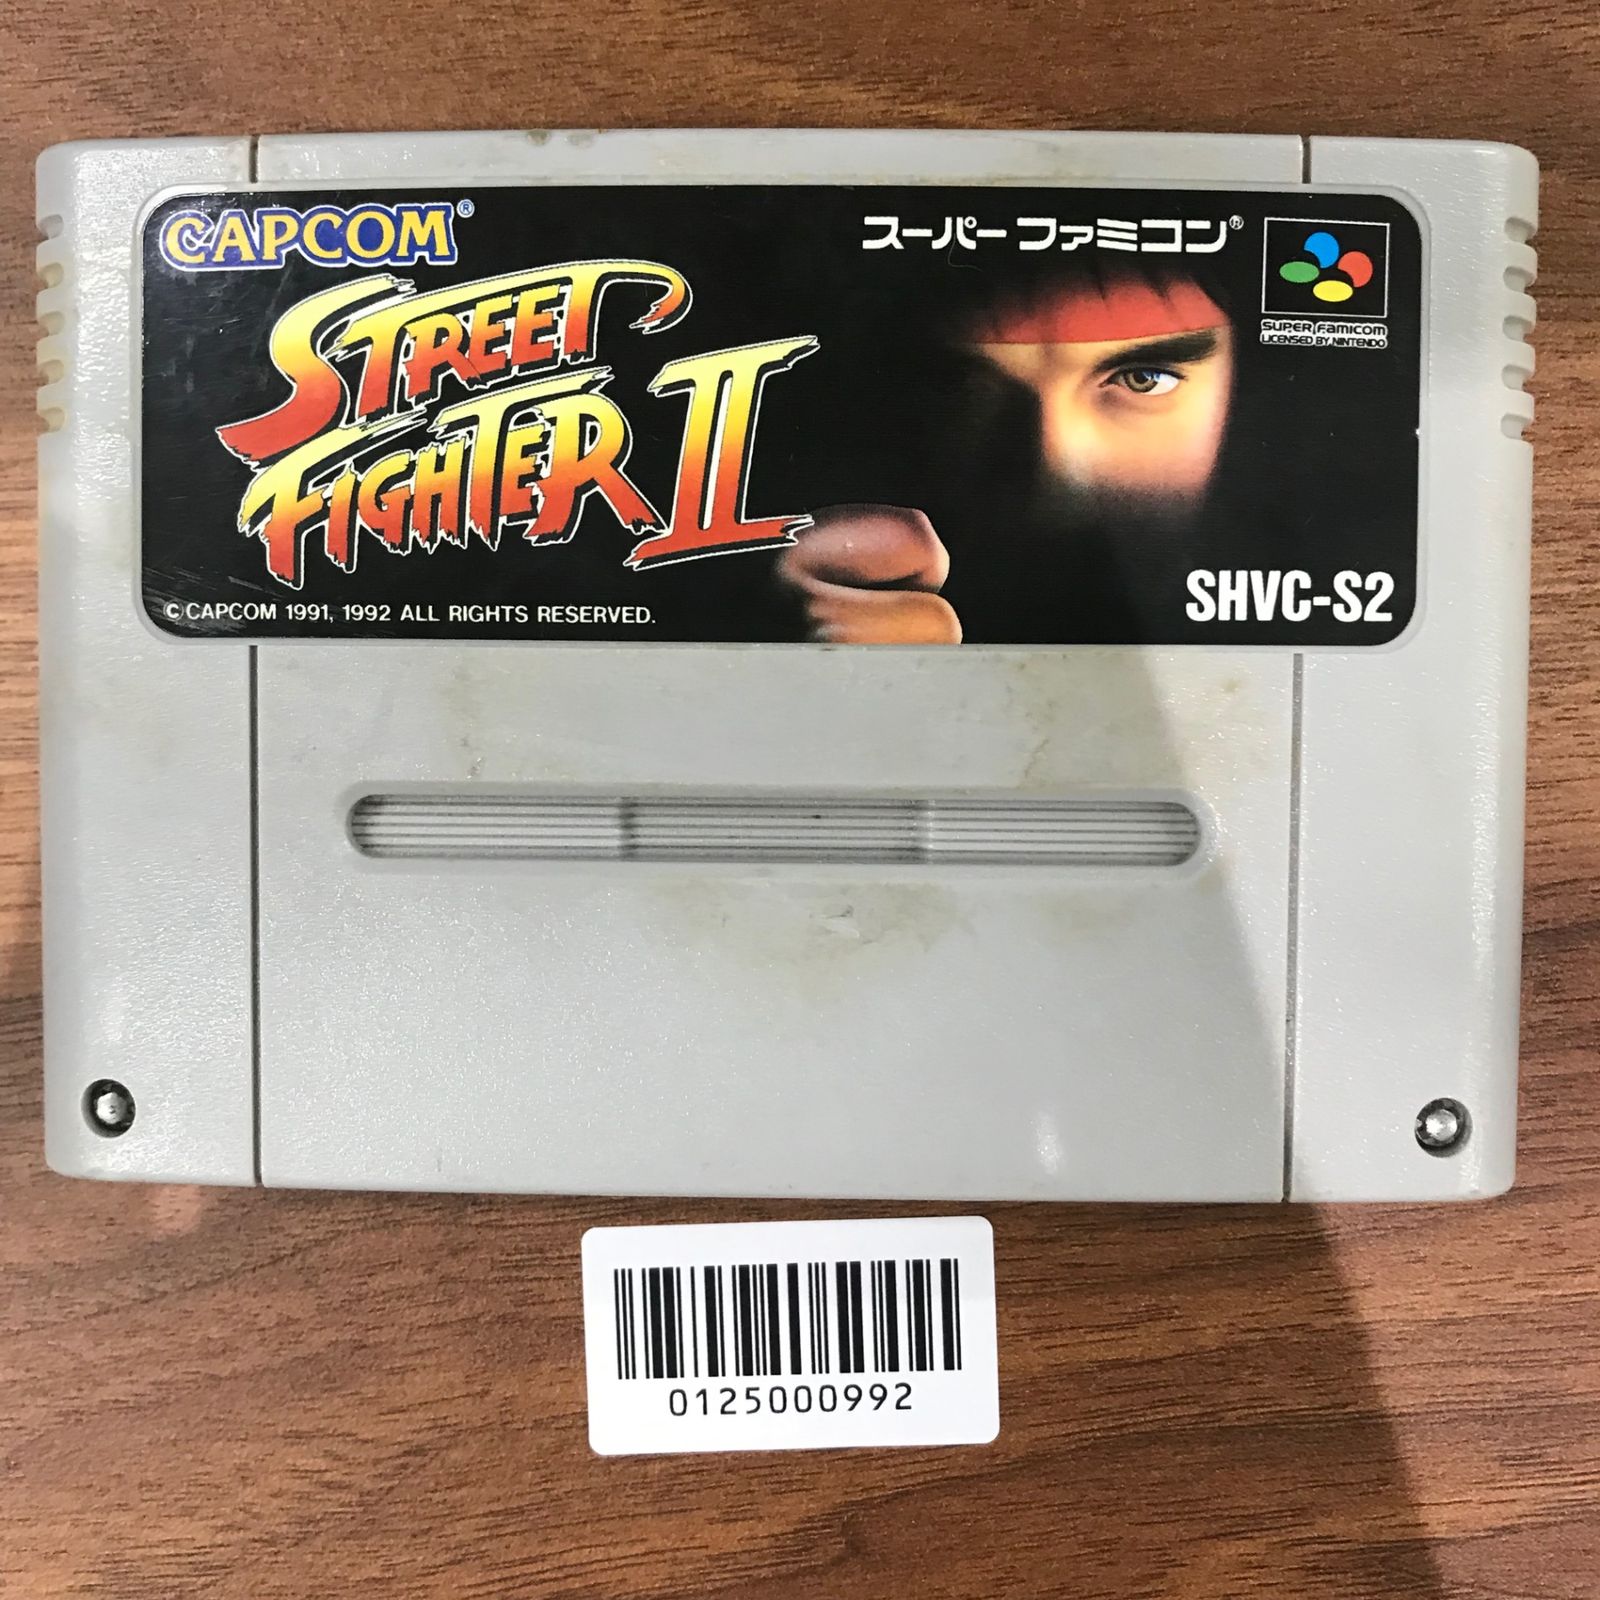 CAPCOM®
スーパーファミコン®
STREET
FIGHTER II
SUPER FAMICOM
LICENSED BY NINTENDO
©CAPCOM 1991, 1992 ALL RIGHTS RESERVED.
SHVC-S2
0125000992